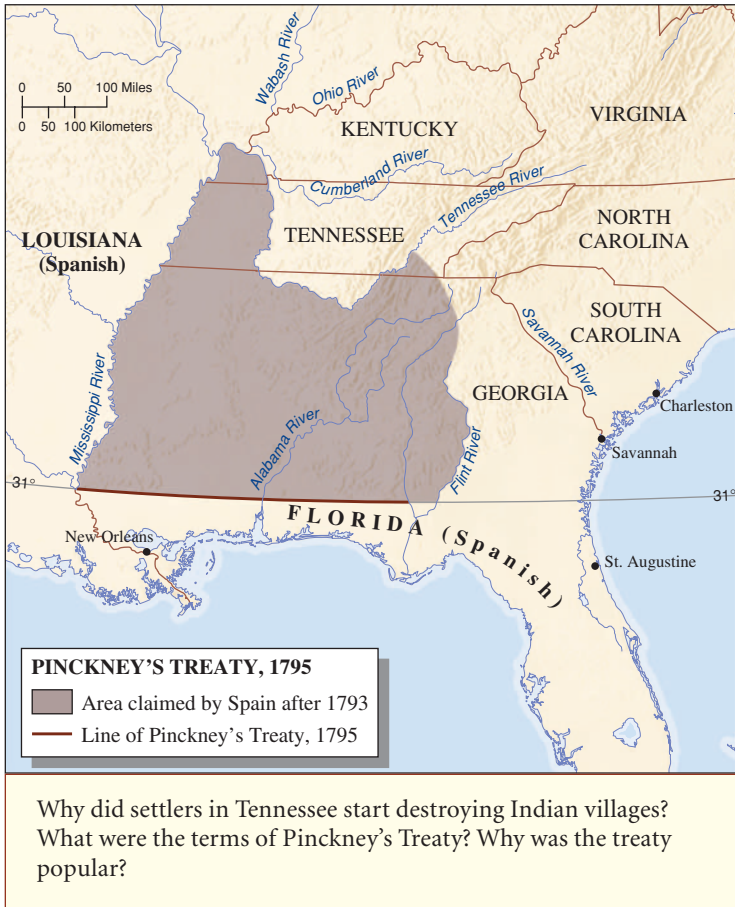 Wabash River
Ohio River
0 50 100 Miles
0 50 100 Kilometers
KENTUCKY
VIRGINIA
Cumberland River
Tennessee River
LOUISIANA
(Spanish)
TENNESSEE
NORTH
CAROLINA
SOUTH
CAROLINA
Savannah River
Mississippi River
GEORGIA
Charleston
Alabama River
Flint River
Savannah
31°
31°
FLORIDA (Spanish)
New Orleans
St. Augustine
PINCKNEY'S TREATY, 1795
Area claimed by Spain after 1793
Line of Pinckney's Treaty, 1795
Why did settlers in Tennessee start destroying Indian villages?
What were the terms of Pinckney's Treaty? Why was the treaty
popular?